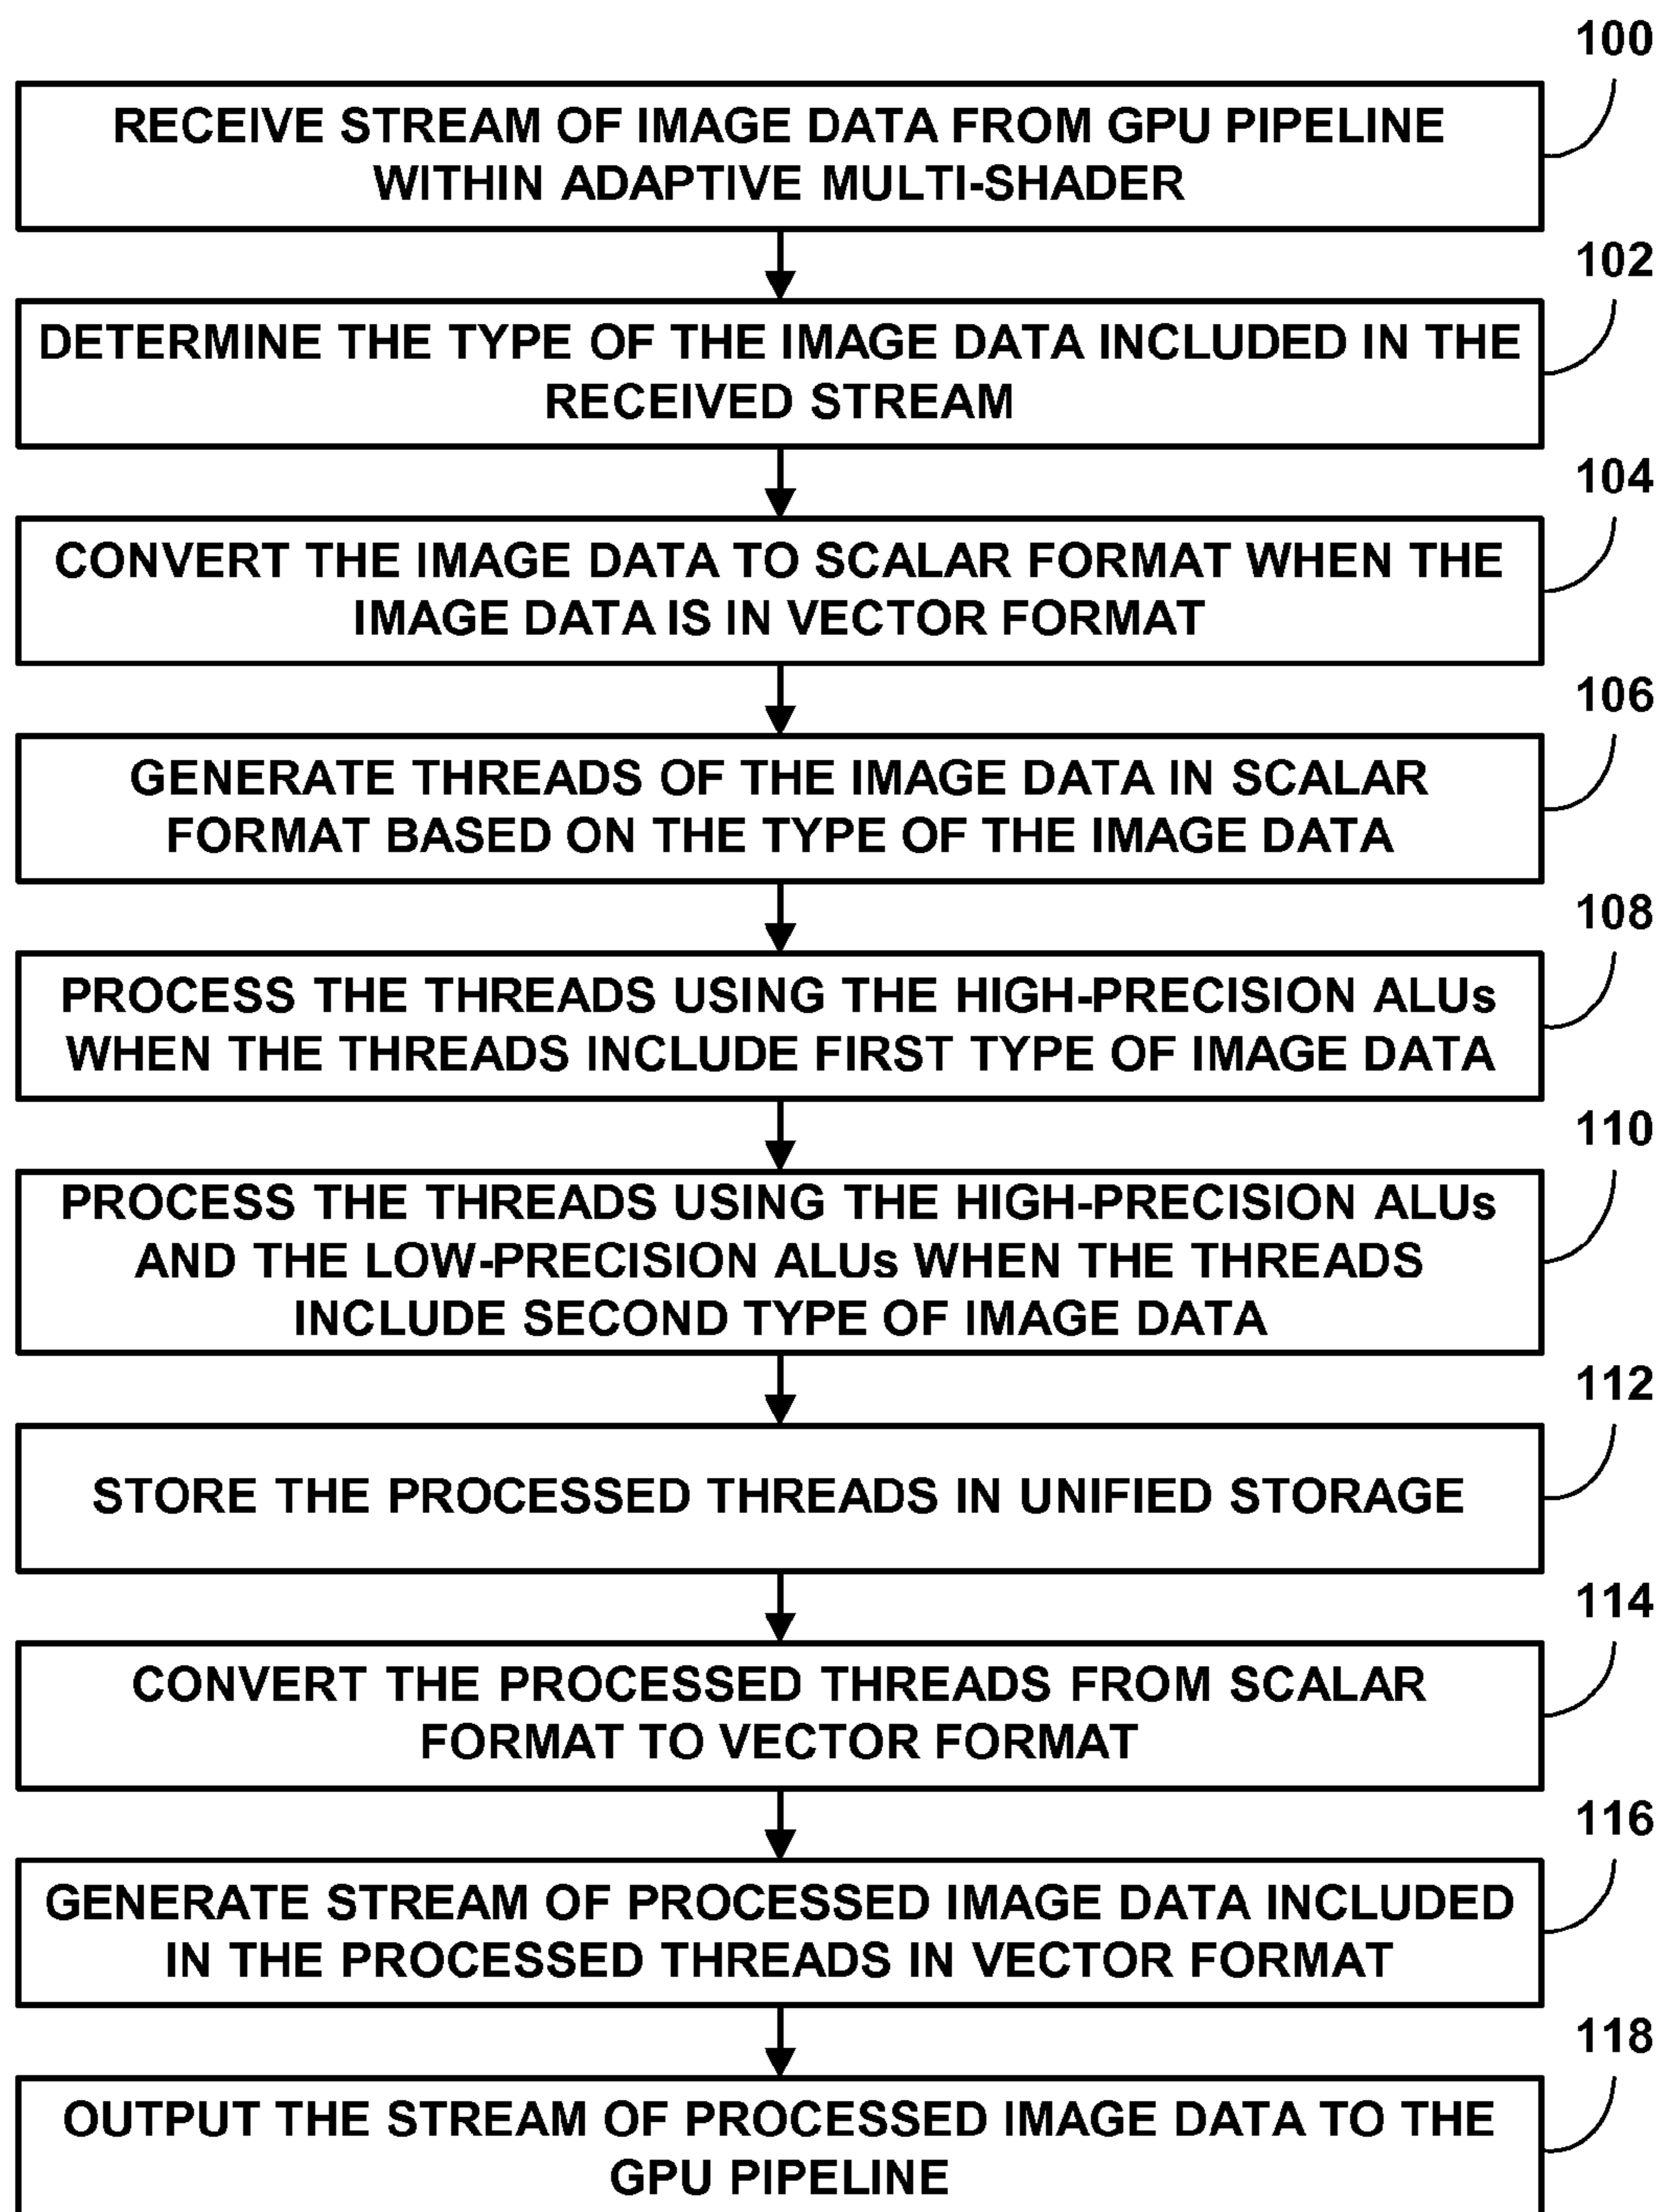 100
RECEIVE STREAM OF IMAGE DATA FROM GPU PIPELINE
WITHIN ADAPTIVE MULTI-SHADER
102
DETERMINE THE TYPE OF THE IMAGE DATA INCLUDED IN THE
RECEIVED STREAM
104
CONVERT THE IMAGE DATA TO SCALAR FORMAT WHEN THE
IMAGE DATA IS IN VECTOR FORMAT
106
GENERATE THREADS OF THE IMAGE DATA IN SCALAR
FORMAT BASED ON THE TYPE OF THE IMAGE DATA
108
PROCESS THE THREADS USING THE HIGH-PRECISION ALUs
WHEN THE THREADS INCLUDE FIRST TYPE OF IMAGE DATA
110
PROCESS THE THREADS USING THE HIGH-PRECISION ALUs
AND THE LOW-PRECISION ALUs WHEN THE THREADS
INCLUDE SECOND TYPE OF IMAGE DATA
112
STORE THE PROCESSED THREADS IN UNIFIED STORAGE
114
CONVERT THE PROCESSED THREADS FROM SCALAR
FORMAT TO VECTOR FORMAT
116
GENERATE STREAM OF PROCESSED IMAGE DATA INCLUDED
IN THE PROCESSED THREADS IN VECTOR FORMAT
118
OUTPUT THE STREAM OF PROCESSED IMAGE DATA TO THE
GPU PIPELINE